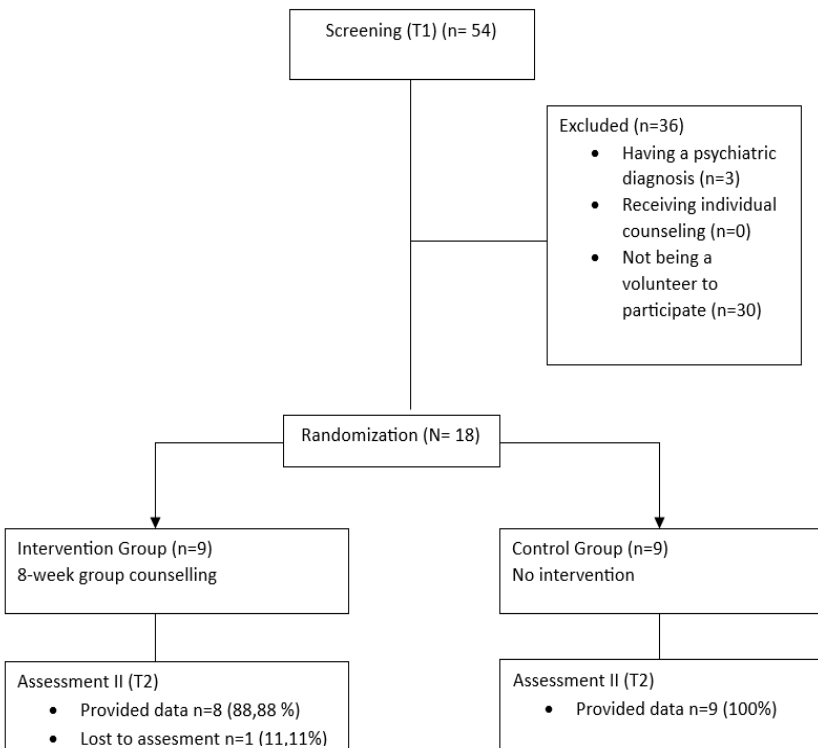 Screening (T1) (n= 54)
Excluded (n=36)
• Having a psychiatric
diagnosis (n=3)
• Receiving individual
counseling (n=0)
• Not being a
volunteer to
participate (n=30)
Randomization (N= 18)
Intervention Group (n=9)
8-week group counselling
Control Group (n=9)
No intervention
Assessment II (T2)
• Provided data n=8 (88,88 %)
• Lost to assesment n=1 (11,11%)
Assessment II (T2)
• Provided data n=9 (100%)